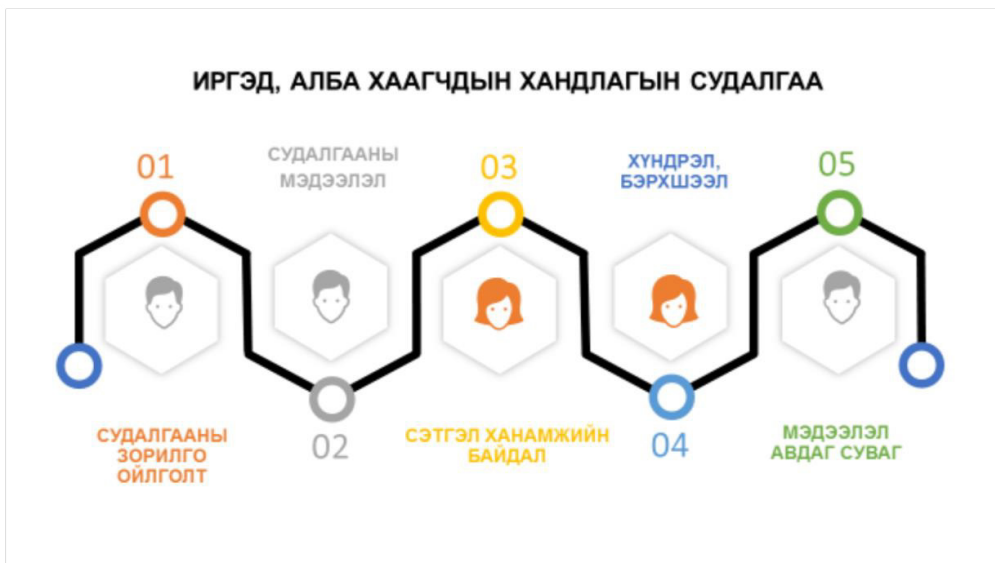 ИРГЭД, АЛБА ХААГЧДЫН ХАНДЛАГЫН СУДАЛГАА
01
СУДАЛГААНЫ
ЗОРИЛГО
ОЙЛГОЛТ
СУДАЛГААНЫ
МЭДЭЭЛЭЛ
02
03
СЭТГЭЛ ХАНАМЖИЙН
БАЙДАЛ
ХҮНДРЭЛ,
БЭРХШЭЭЛ
04
05
МЭДЭЭЛЭЛ
АВДАГ СУВАГ